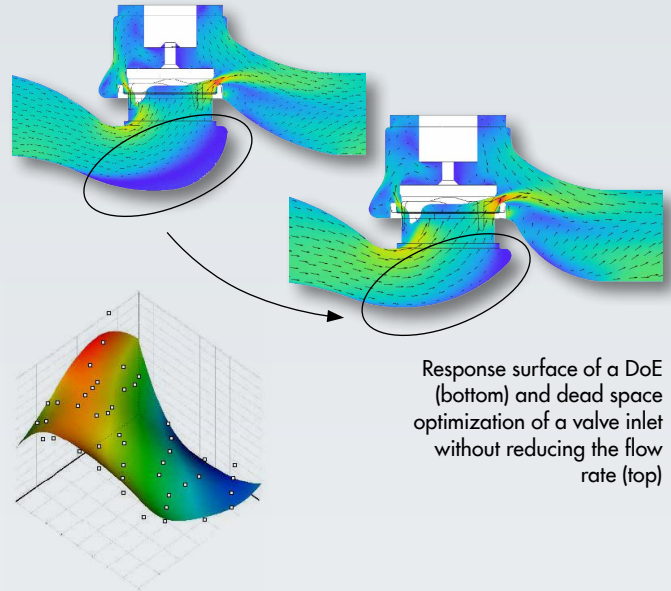 Response surface of a DoE
(bottom) and dead space
optimization of a valve inlet
without reducing the flow
rate (top)